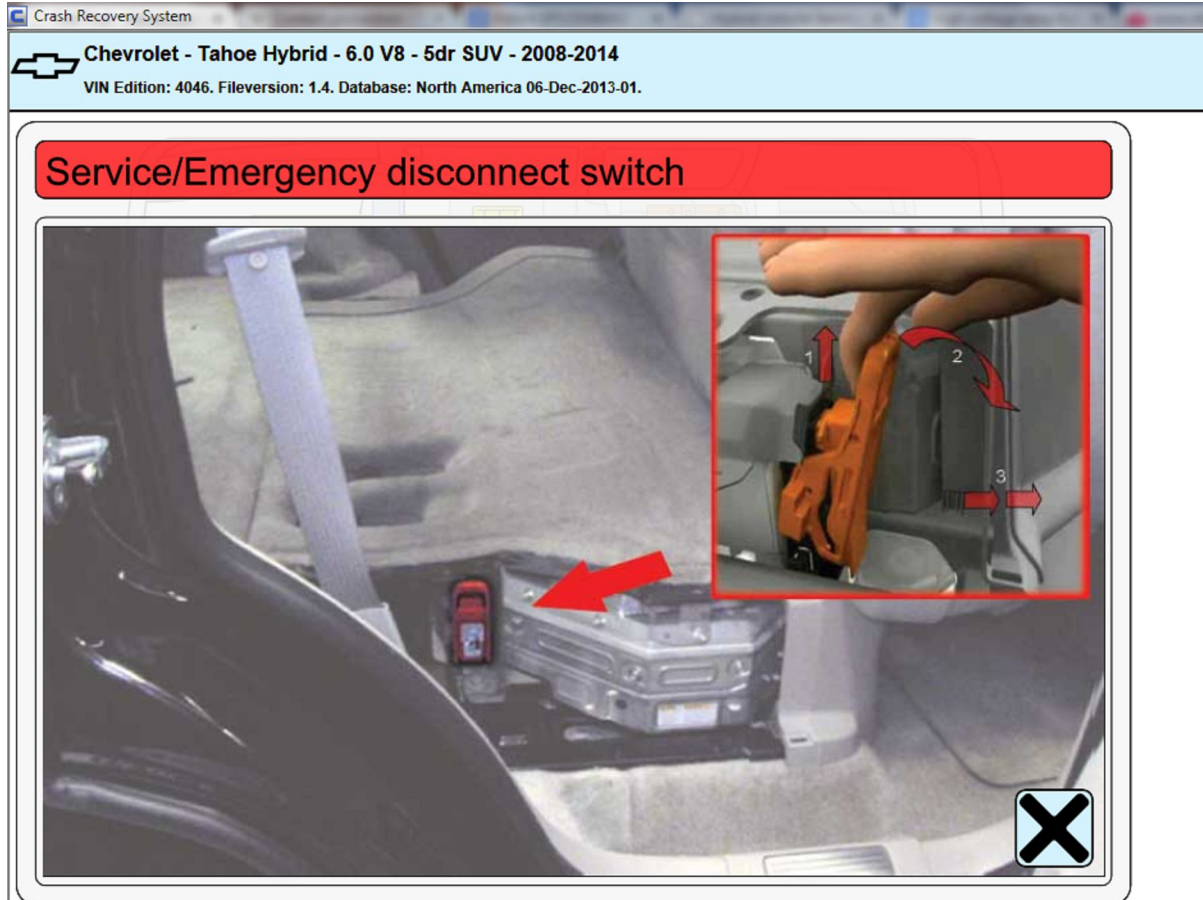 Crash Recovery System
Chevrolet - Tahoe Hybrid - 6.0 V8 - 5dr SUV - 2008-2014
VIN Edition: 4046. Fileversion: 1.4. Database: North America 06-Dec-2013-01.
Service/Emergency disconnect switch
1
2
3